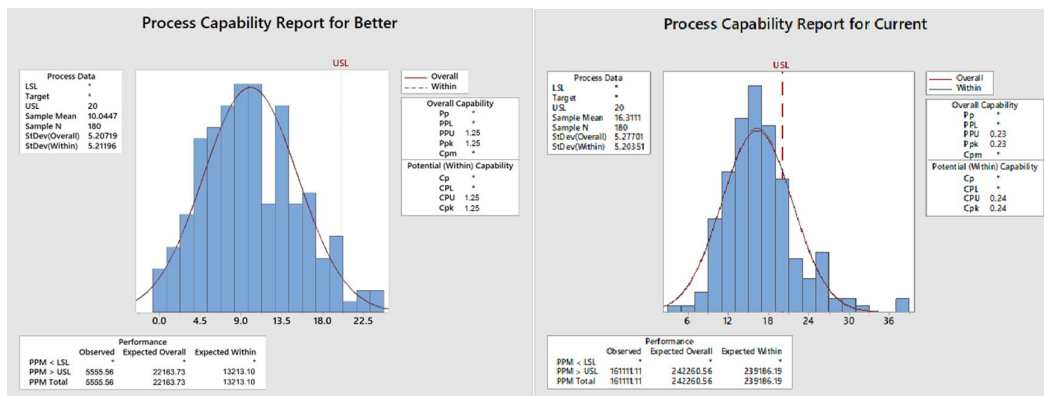 Process Capability Report for Better
USL
Process Data
LSL *
Target *
USL 20
Sample Mean 10.0447
Sample N 180
StDev(Overall) 5.20719
StDev(Within) 5.21196
Overall
Within
Overall Capability
Pp *
PPL *
PPU 1.25
Ppk 1.25
Cpm *
Potential (Within) Capability
Cp *
CPL *
CPU 1.25
Cpk 1.25
0.0 4.5 9.0 13.5 18.0 22.5
Performance
Observed Expected Overall Expected Within
PPM < LSL * * *
PPM > USL 5555.56 22163.73 13213.10
PPM Total 5555.56 22163.73 13213.10
Process Capability Report for Current
USL
Process Data
LSL *
Target *
USL 20
Sample Mean 16.3111
Sample N 180
StDev(Overall) 5.27701
StDev(Within) 5.20351
Overall
Within
Overall Capability
Pp *
PPL *
PPU 0.23
Ppk 0.23
Cpm *
Potential (Within) Capability
Cp *
CPL *
CPU 0.24
Cpk 0.24
6 12 18 24 30 36
Performance
Observed Expected Overall Expected Within
PPM < LSL * * *
PPM > USL 161111.11 242260.56 239186.19
PPM Total 161111.11 242260.56 239186.19